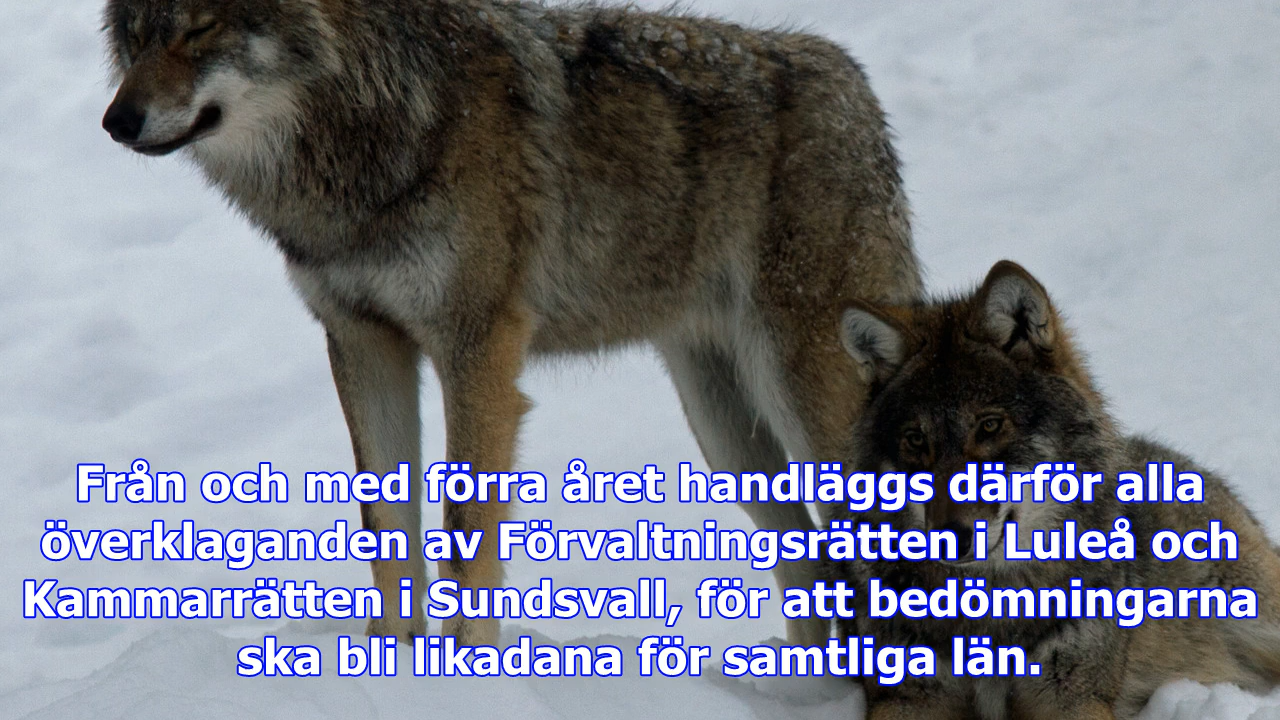 Från och med förra året handläggs därför alla
överklaganden av Förvaltningsrätten i Luleå och
Kammarrätten i Sundsvall, för att bedömningarna
ska bli likadana för samtliga län.